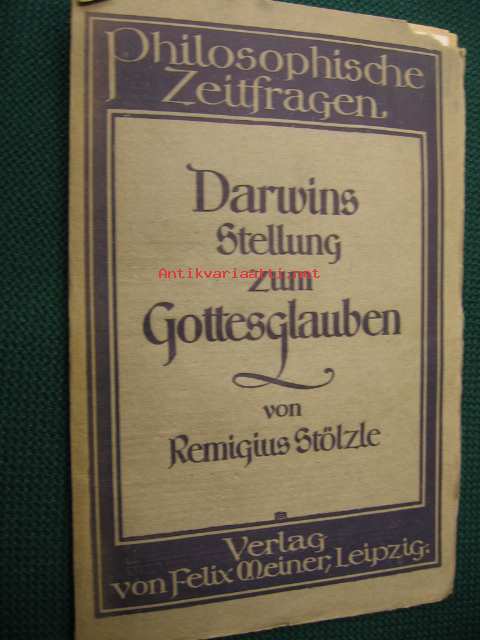 Philosophische
Zeitfragen.
Darwins
Stellung
Antikvariaatti.net
zum
Gottesglauben
von
Remigius Stölzle
Verlag
von Felix Meiner, Leipzig.